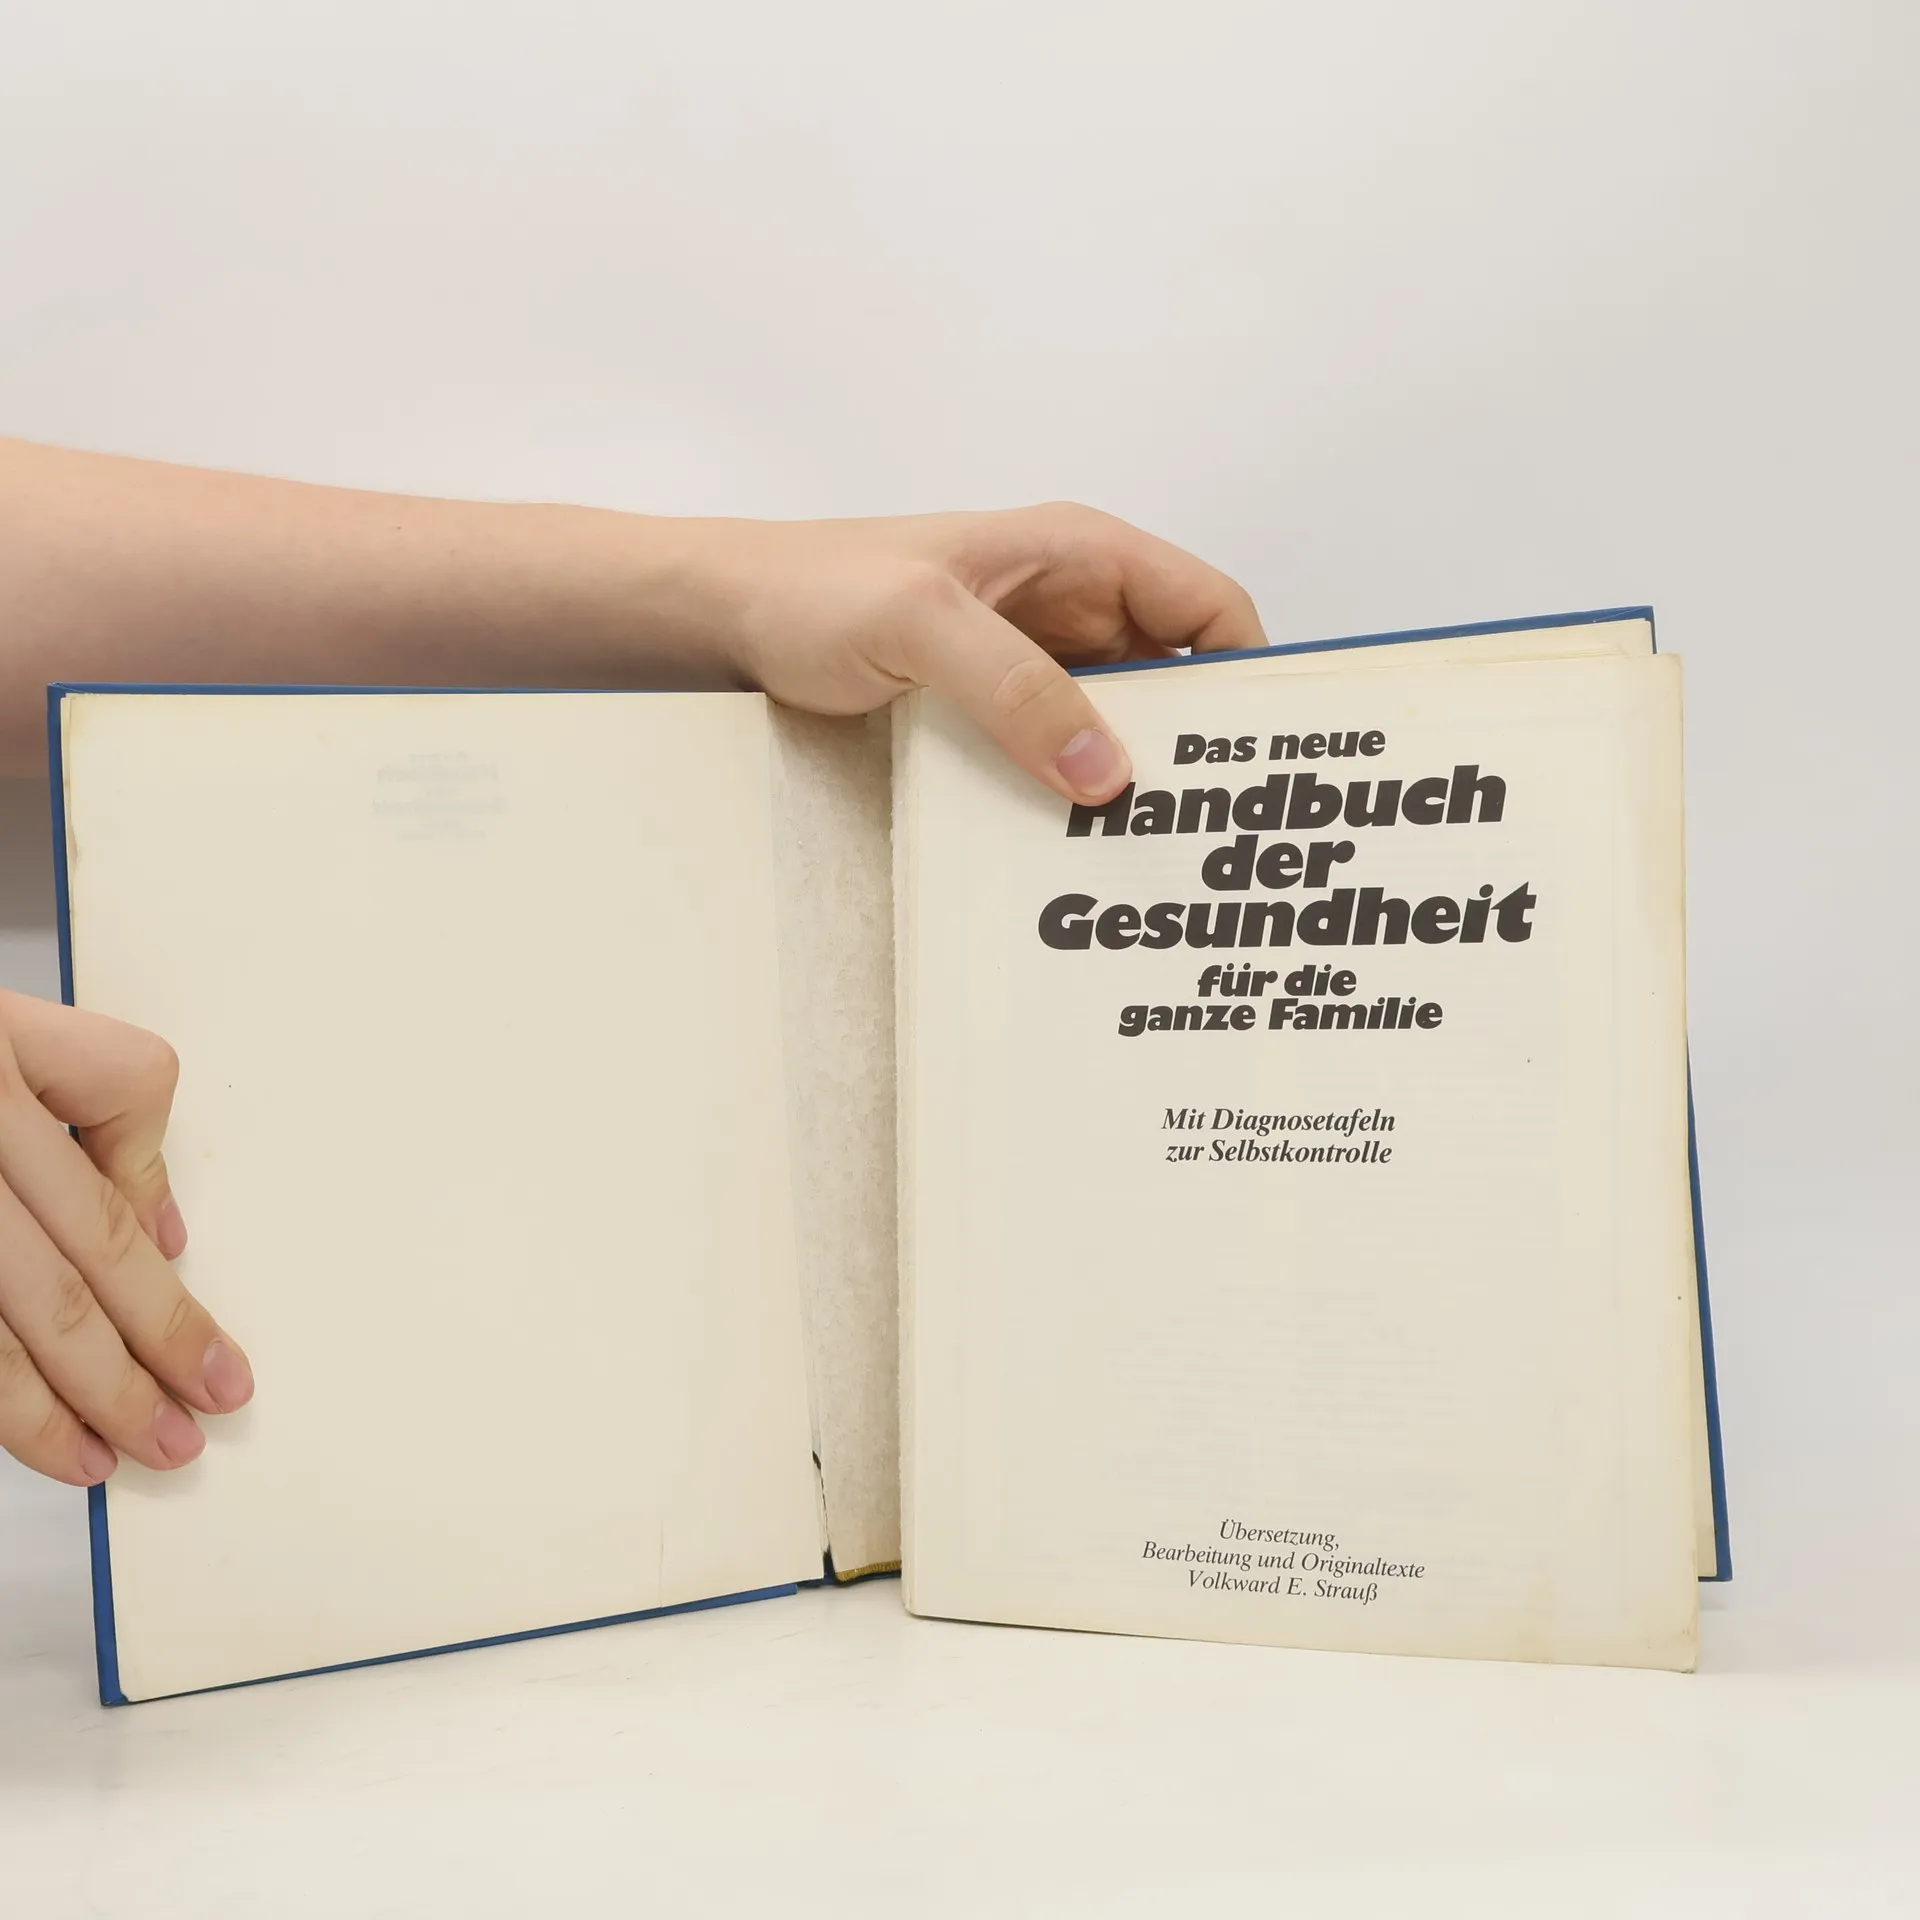 Das neue
Handbuch
der
Gesundheit
für die
ganze Familie
Mit Diagnosetafeln
zur Selbstkontrolle
Übersetzung,
Bearbeitung und Originaltexte
Volkward E. Strauß